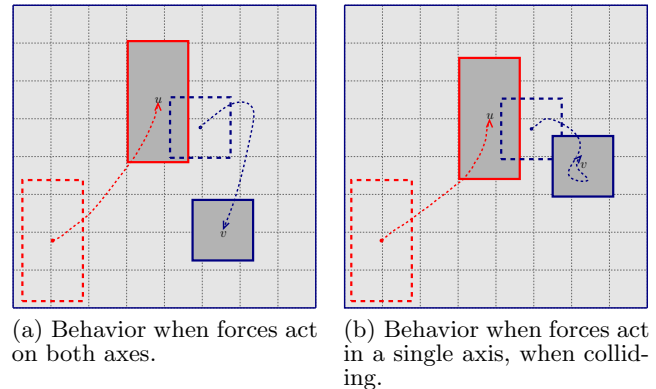 u
v
u
v
(a) Behavior when forces act
on both axes.
(b) Behavior when forces act
in a single axis, when collid-
ing.